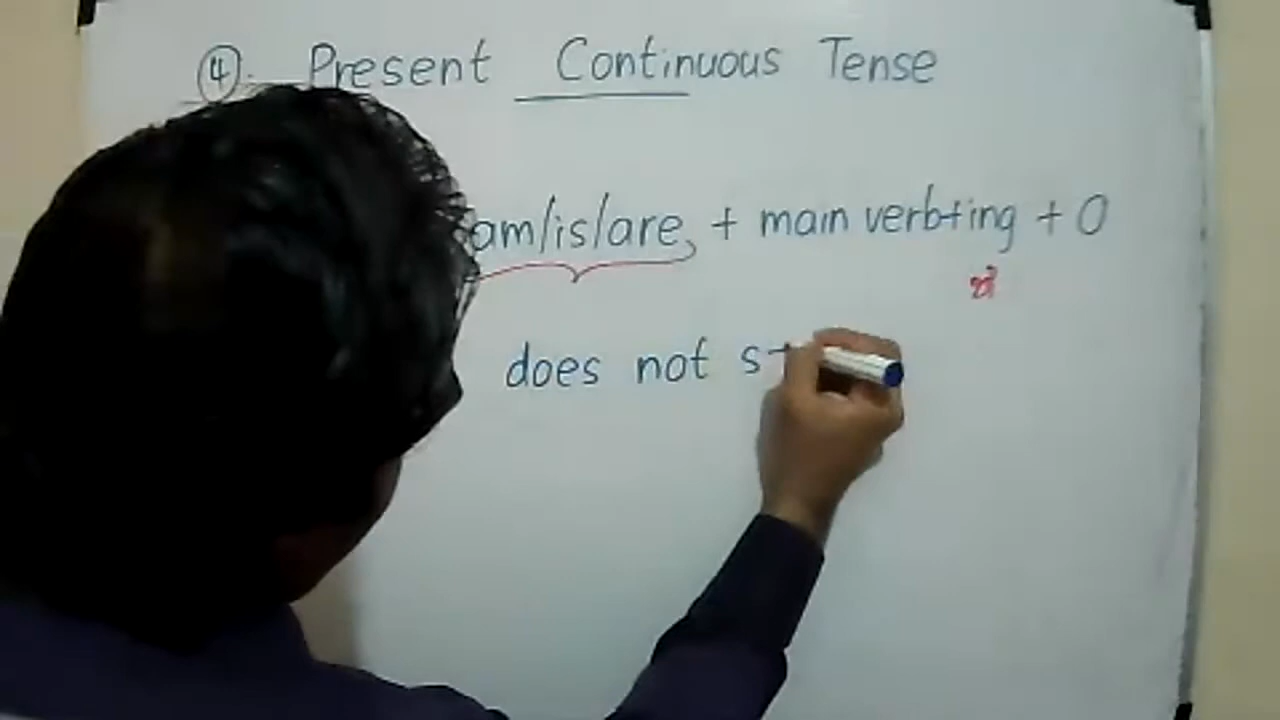 ④. Present Continuous Tense
am/is/are + main verb+ing + O
does not